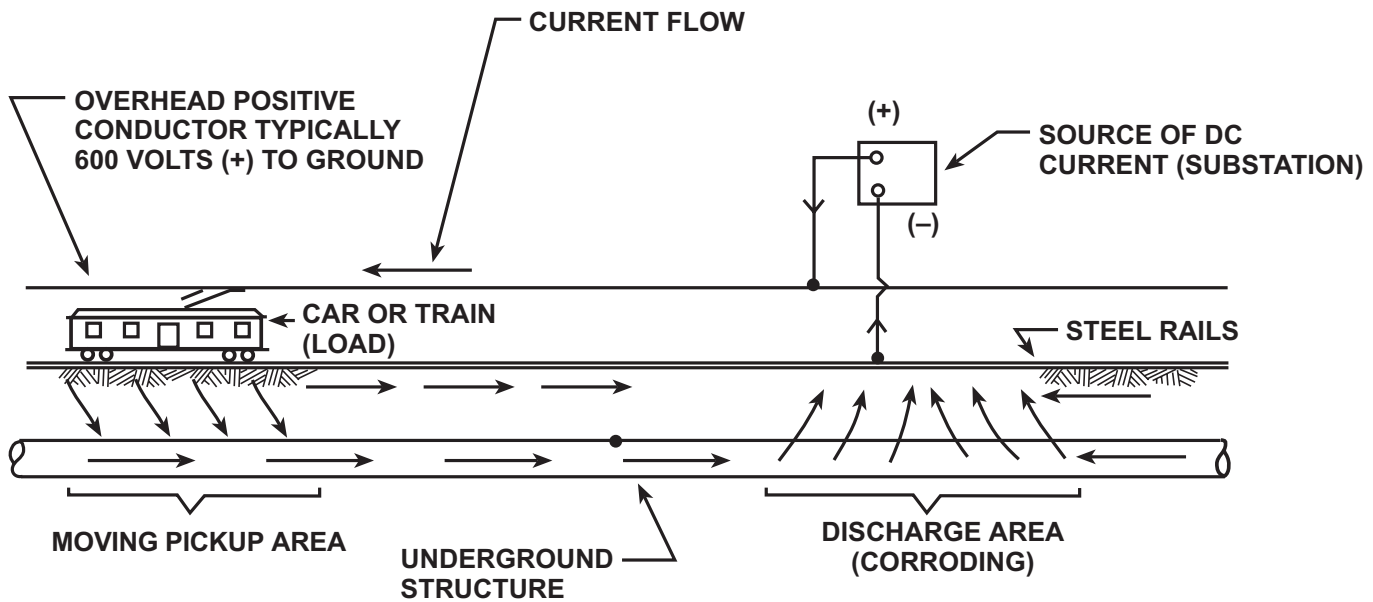 CURRENT FLOW
OVERHEAD POSITIVE
CONDUCTOR TYPICALLY
600 VOLTS (+) TO GROUND
(+)
SOURCE OF DC
CURRENT (SUBSTATION)
(–)
CAR OR TRAIN
(LOAD)
STEEL RAILS
MOVING PICKUP AREA
UNDERGROUND
STRUCTURE
DISCHARGE AREA
(CORRODING)